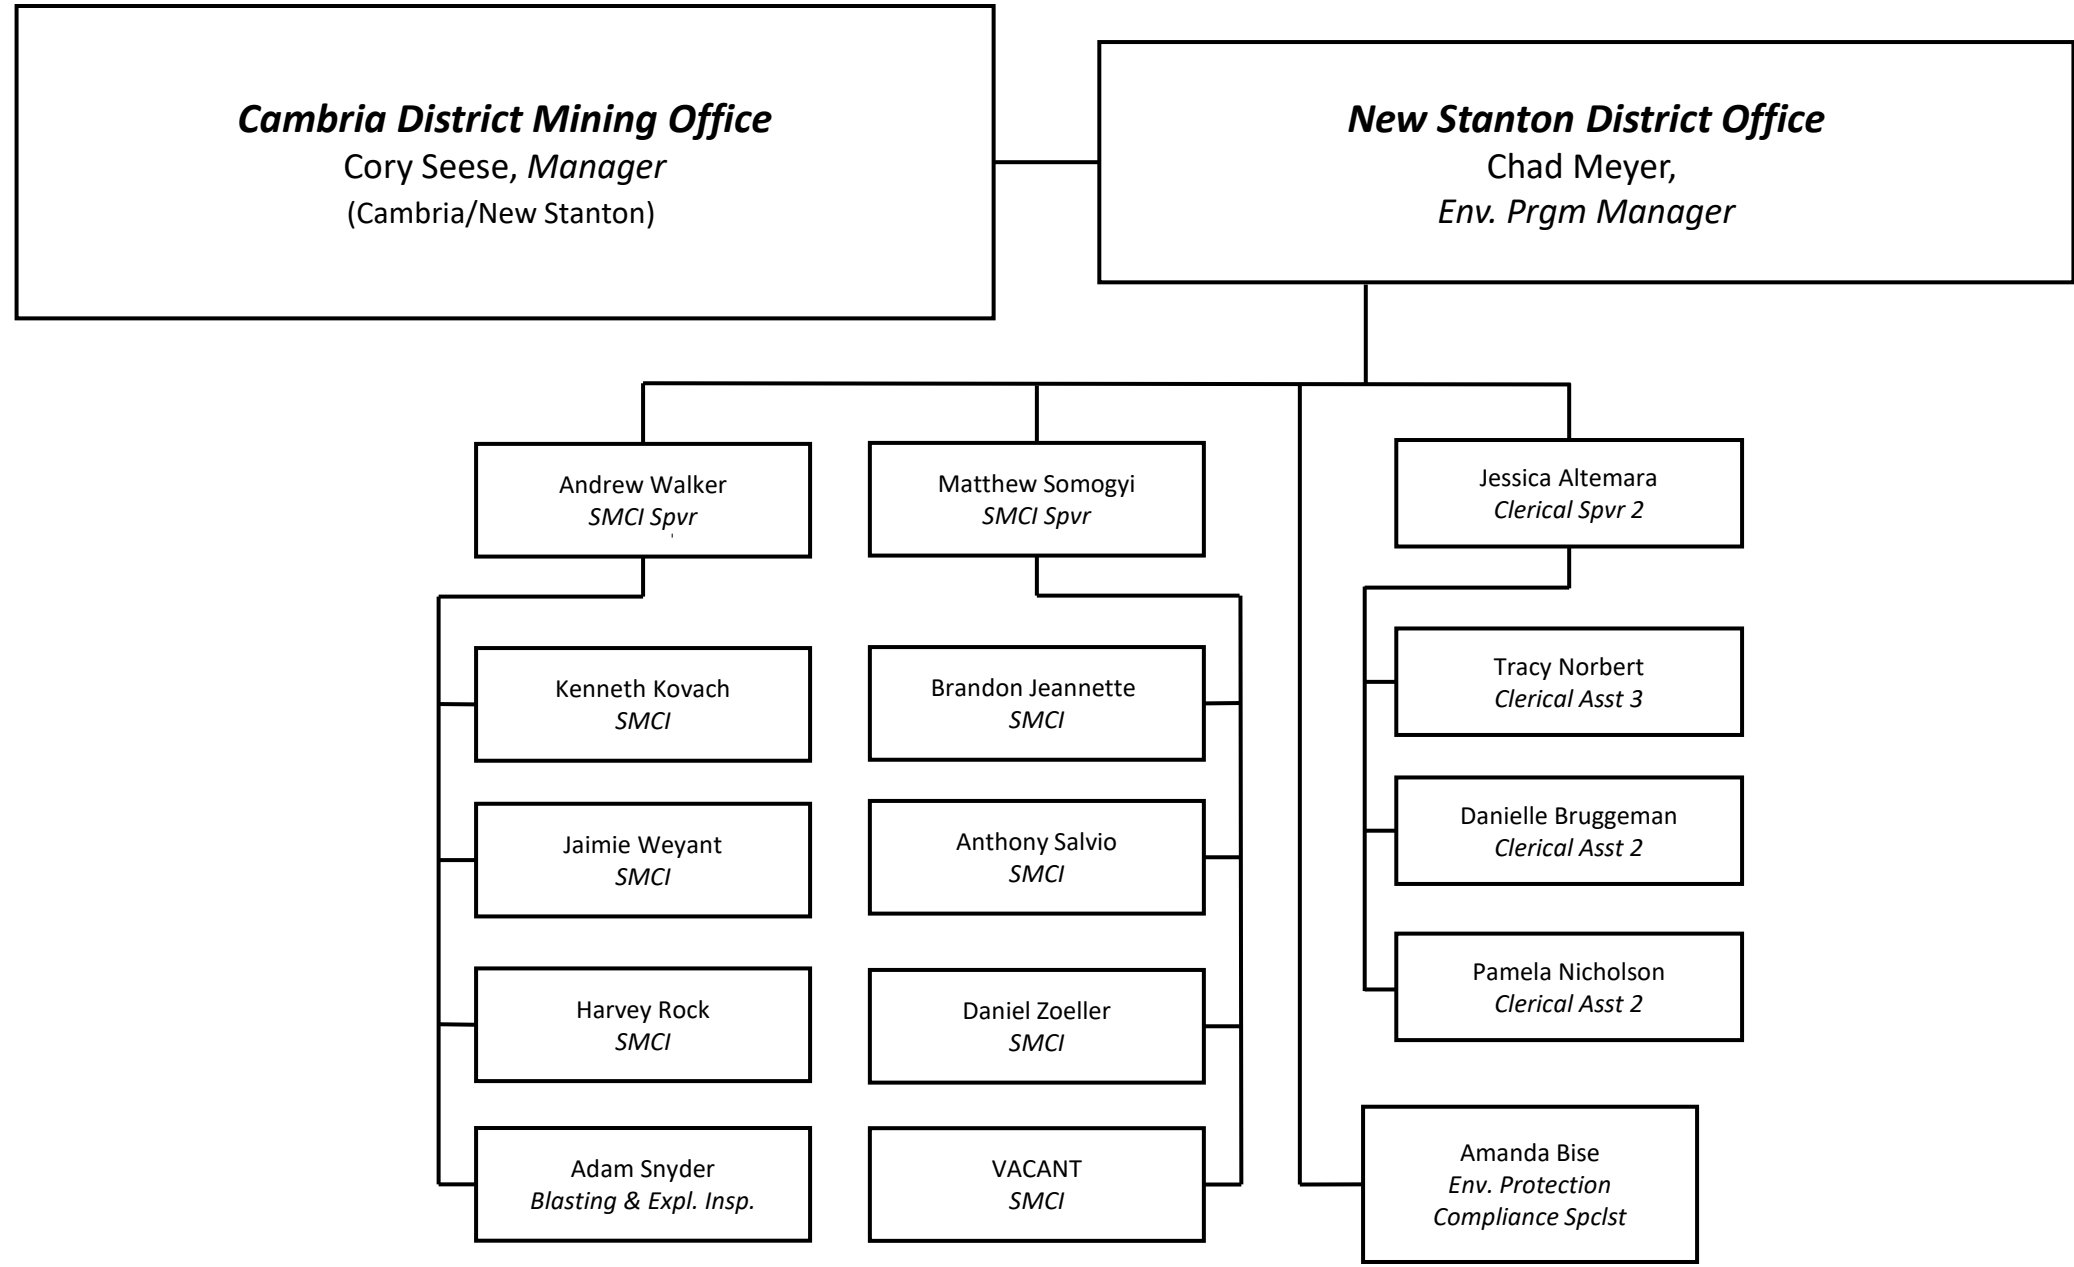 Cambria District Mining Office
Cory Seese, Manager
(Cambria/New Stanton)
New Stanton District Office
Chad Meyer,
Env. Prgm Manager
Andrew Walker
SMCI Spvr
Matthew Somogyi
SMCI Spvr
Jessica Altemara
Clerical Spvr 2
Kenneth Kovach
SMCI
Jaimie Weyant
SMCI
Harvey Rock
SMCI
Adam Snyder
Blasting & Expl. Insp.
Brandon Jeannette
SMCI
Anthony Salvio
SMCI
Daniel Zoeller
SMCI
VACANT
SMCI
Tracy Norbert
Clerical Asst 3
Danielle Bruggeman
Clerical Asst 2
Pamela Nicholson
Clerical Asst 2
Amanda Bise
Env. Protection
Compliance Spclst